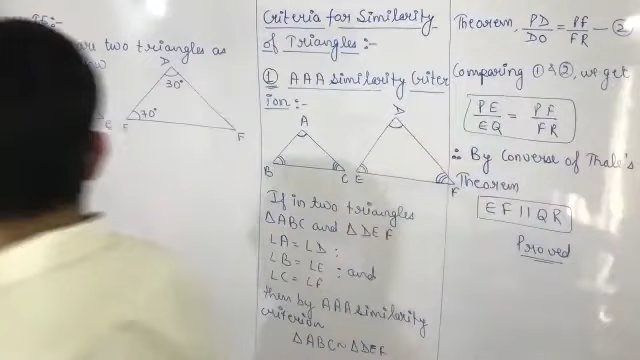 are two triangles as
D
30°
70°
E
F
Criteria for Similarity
of Triangles :-
① AAA Similarity Criter
ion :-
A
B
C
D
E
F
If in two triangles
ΔABC and ΔDEF
∠A = ∠D ;
∠B = ∠E ; and
∠C = ∠F
then by AAA similarity
criterion
ΔABC ~ ΔDEF
Theorem, PD/DO = PF/FR — ②
Comparing ① & ②, we get
PE/EQ = PF/FR
∴ By Converse of Thale's
Theorem
EF || QR
Proved